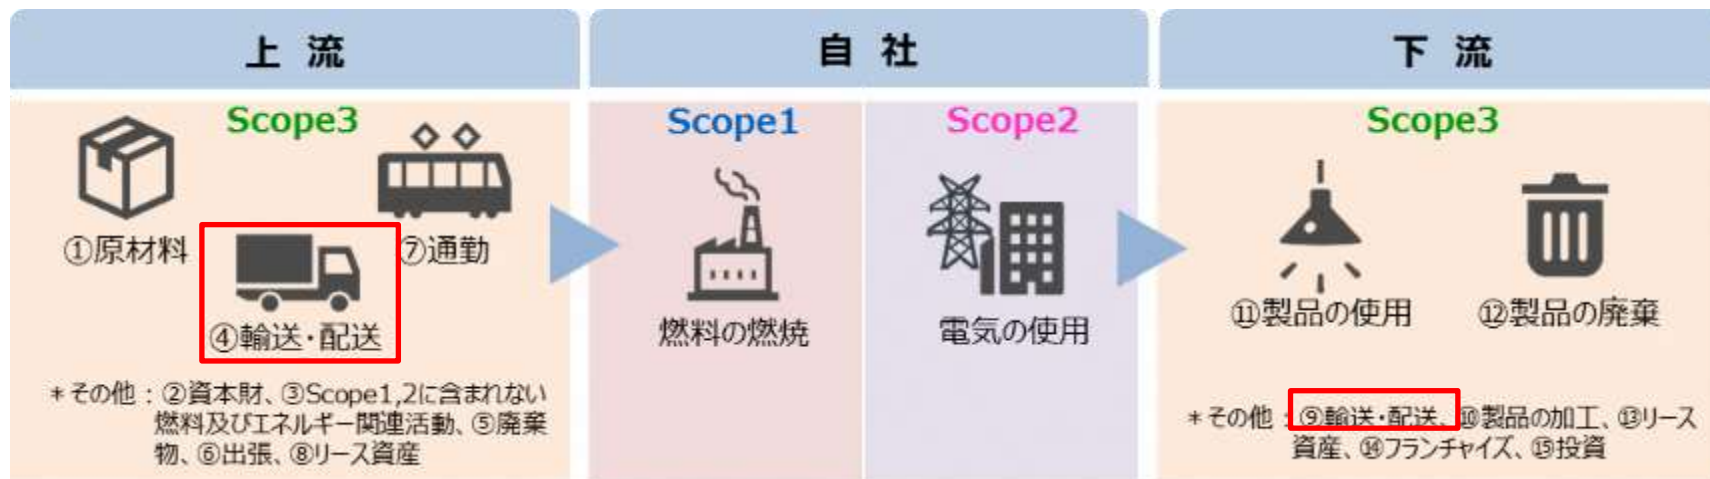 上 流
Scope3
①原材料
⑦通勤
④輸送・配送
*その他:②資本財、③Scope1,2に含まれない
燃料及びエネルギー関連活動、⑤廃棄
物、⑥出張、⑧リース資産
自 社
Scope1
燃料の燃焼
Scope2
電気の使用
下 流
Scope3
⑪製品の使用
⑫製品の廃棄
*その他:⑨輸送・配送、⑩製品の加工、⑬リース
資産、⑭フランチャイズ、⑮投資